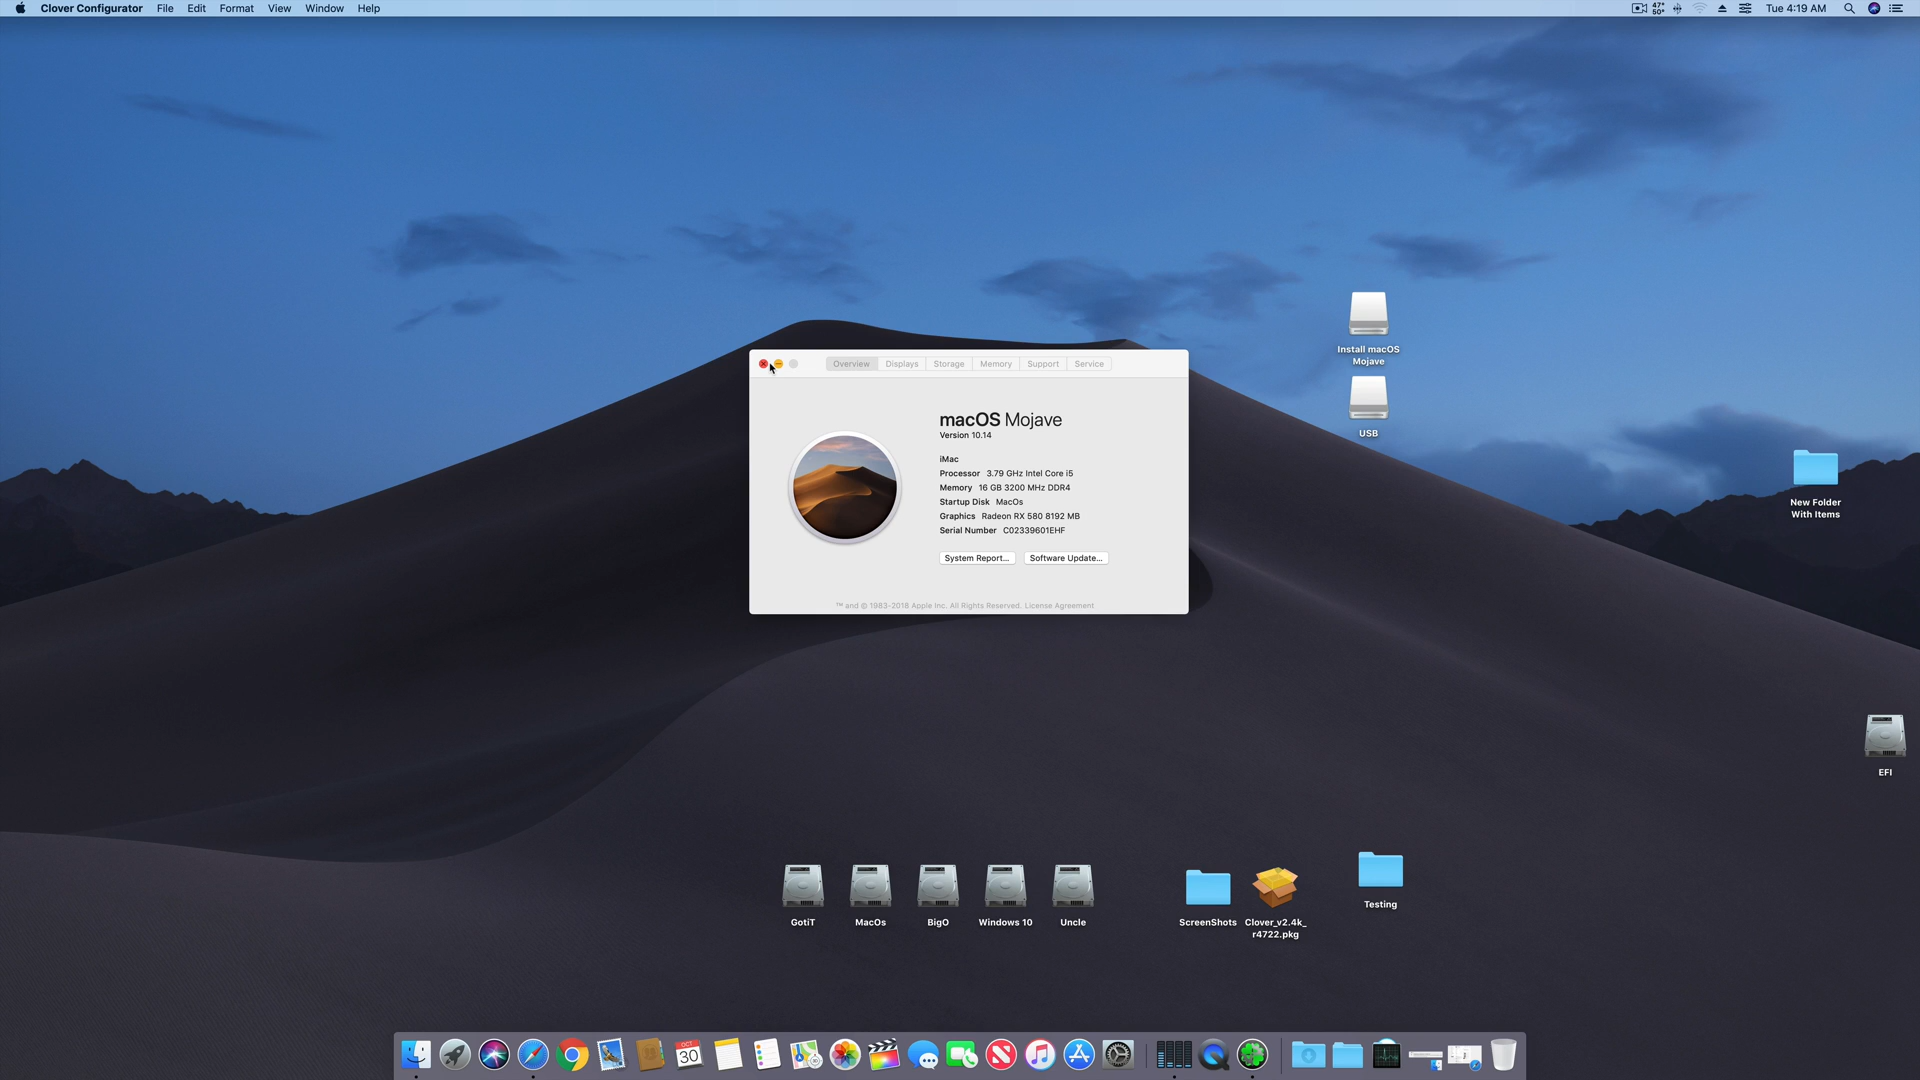 Clover Configurator File Edit Format View Window Help
47° 50° Tue 4:19 AM
Overview Displays Storage Memory Support Service
macOS Mojave
Version 10.14
iMac
Processor 3.79 GHz Intel Core i5
Memory 16 GB 3200 MHz DDR4
Startup Disk MacOs
Graphics Radeon RX 580 8192 MB
Serial Number C02339601EHF
System Report... Software Update...
™ and © 1983-2018 Apple Inc. All Rights Reserved. License Agreement
Install macOS
Mojave
USB
New Folder
With Items
EFI
Testing
GotiT MacOs BigO Windows 10 Uncle ScreenShots Clover_v2.4k_
r4722.pkg
OCT
30